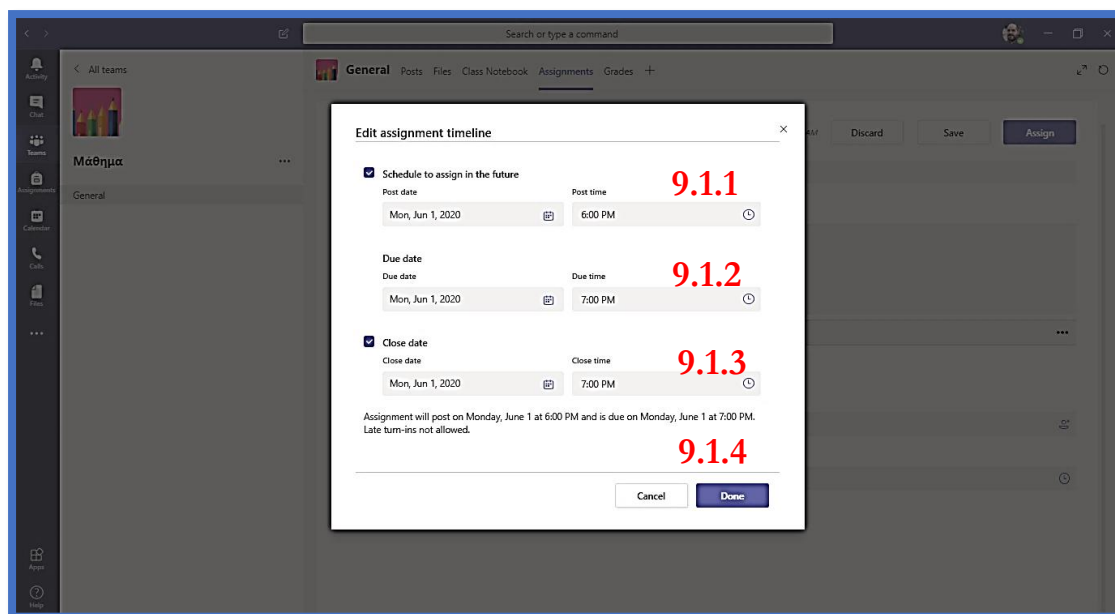 Search or type a command
Activity
Chat
Teams
Assignments
Calendar
Calls
Files
Apps
Help
All teams
Μάθημα
General
General Posts Files Class Notebook Assignments Grades
AM Discard Save Assign
Edit assignment timeline
Schedule to assign in the future
9.1.1
Post date Post time
Mon, Jun 1, 2020 6:00 PM
Due date
9.1.2
Due date Due time
Mon, Jun 1, 2020 7:00 PM
Close date
9.1.3
Close date Close time
Mon, Jun 1, 2020 7:00 PM
Assignment will post on Monday, June 1 at 6:00 PM and is due on Monday, June 1 at 7:00 PM.
Late turn-ins not allowed.
9.1.4
Cancel Done